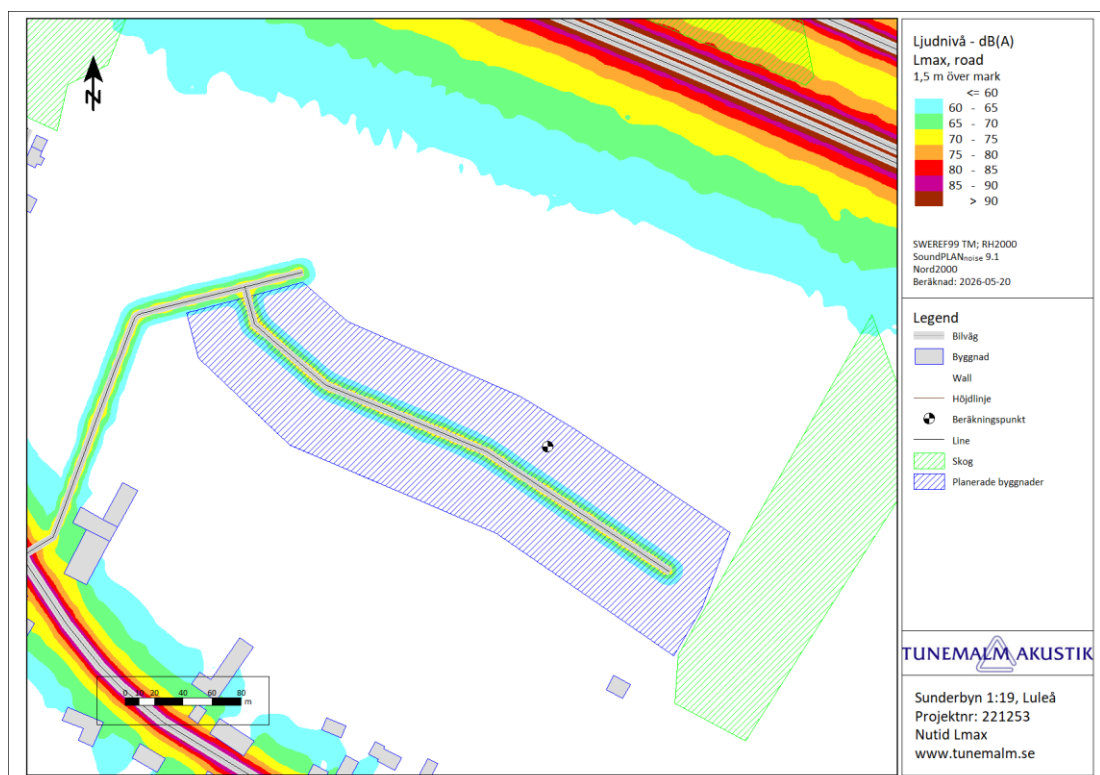 N
Ljudnivå - dB(A)
Lmax, road
1,5 m över mark
<= 60
60 - 65
65 - 70
70 - 75
75 - 80
80 - 85
85 - 90
> 90
SWEREF99 TM; RH2000
SoundPLANnoise 9.1
Nord2000
Beräknad: 2026-05-20
Legend
Bilväg
Byggnad
Wall
Höjdlinje
Beräkningspunkt
Line
Skog
Planerade byggnader
0 10 20 40 60 80
m
TUNEMALM AKUSTIK
Sunderbyn 1:19, Luleå
Projektnr: 221253
Nutid Lmax
www.tunemalm.se